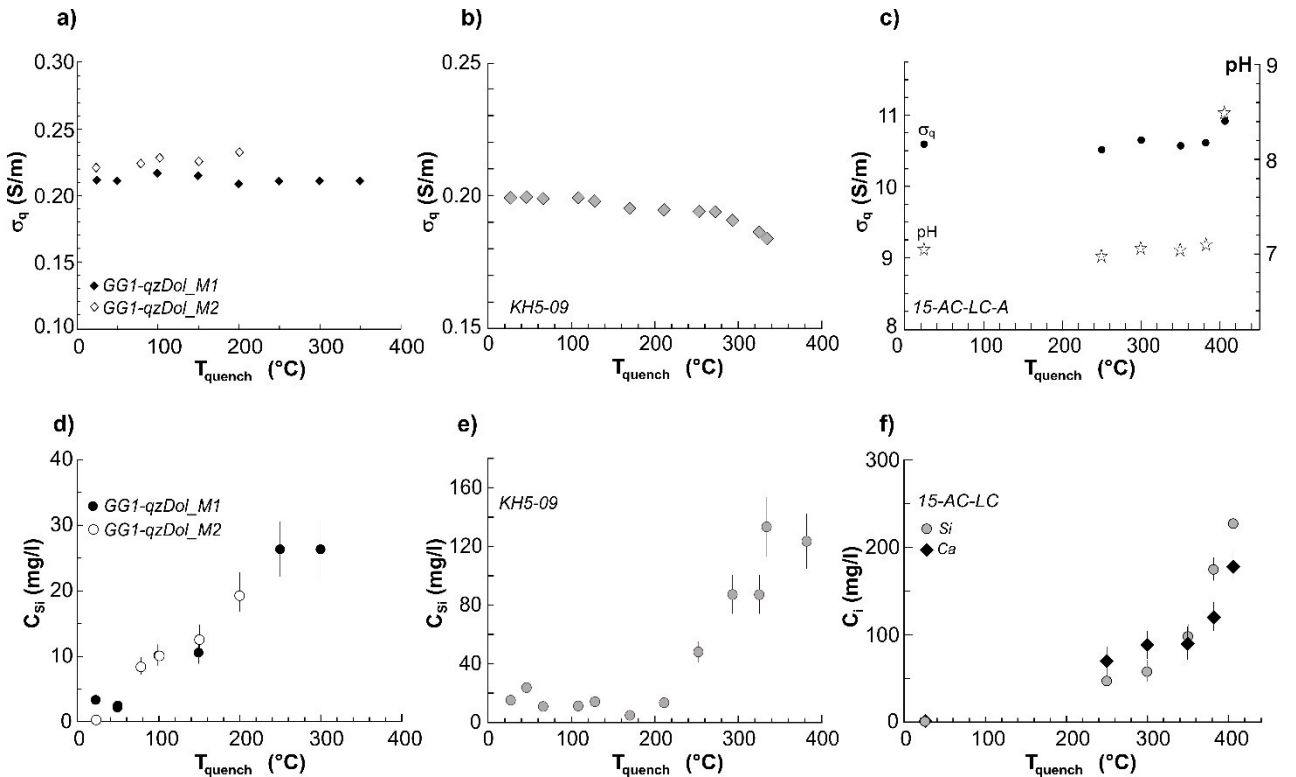 a)
0.30
0.25
0.20
0.15
0.10
σq (S/m)
0 100 200 300 400
Tquench (°C)
GG1-qzDol_M1
GG1-qzDol_M2
b)
0.25
0.20
0.15
σq (S/m)
KH5-09
0 100 200 300 400
Tquench (°C)
c)
pH
11
10
9
8
σq (S/m)
9
8
7
σq
pH
15-AC-LC-A
0 100 200 300 400
Tquench (°C)
d)
40
30
20
10
0
CSi (mg/l)
GG1-qzDol_M1
GG1-qzDol_M2
0 100 200 300 400
Tquench (°C)
e)
160
120
80
40
0
CSi (mg/l)
KH5-09
0 100 200 300 400
Tquench (°C)
f)
300
200
100
0
Ci (mg/l)
15-AC-LC
Si
Ca
0 100 200 300 400
Tquench (°C)